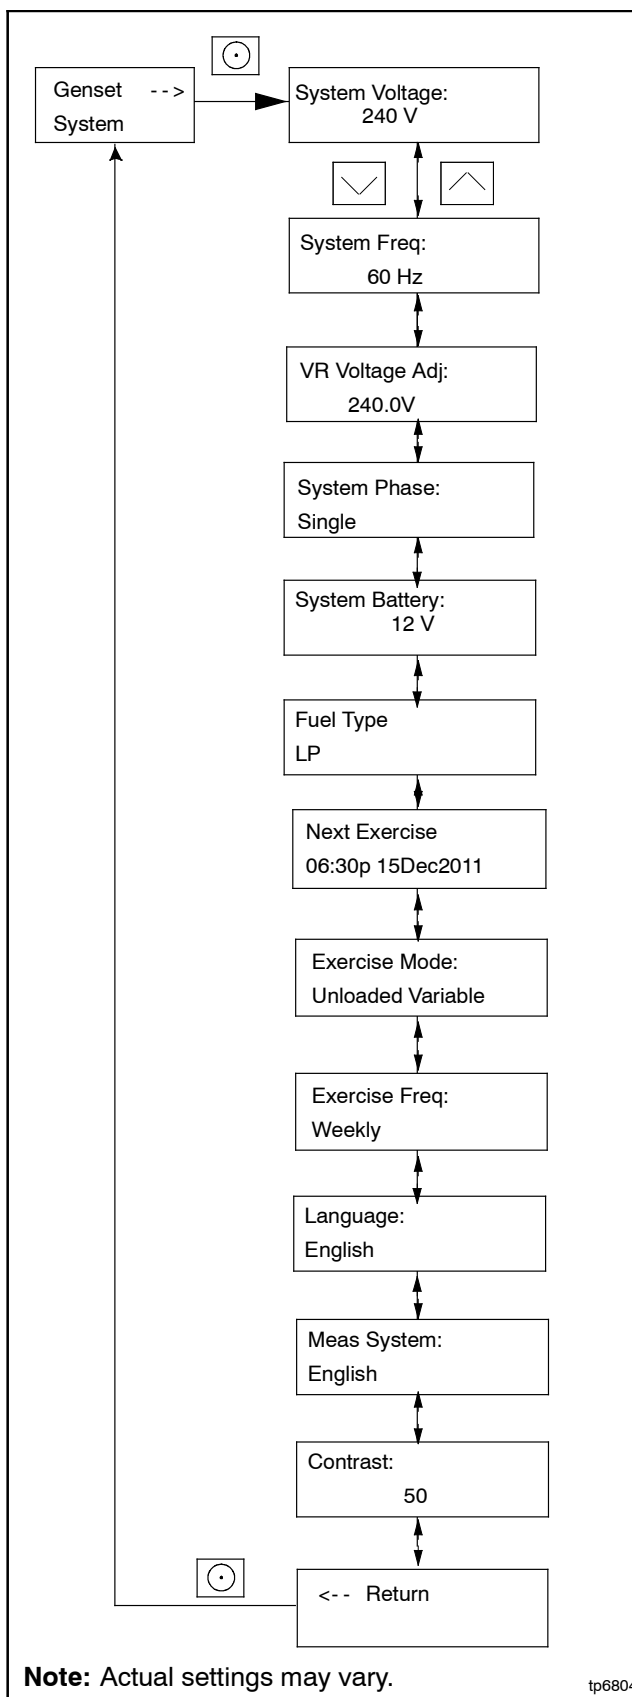 Genset -->
System
System Voltage:
240 V
System Freq:
60 Hz
VR Voltage Adj:
240.0V
System Phase:
Single
System Battery:
12 V
Fuel Type
LP
Next Exercise
06:30p 15Dec2011
Exercise Mode:
Unloaded Variable
Exercise Freq:
Weekly
Language:
English
Meas System:
English
Contrast:
50
<-- Return
Note: Actual settings may vary.
tp6804